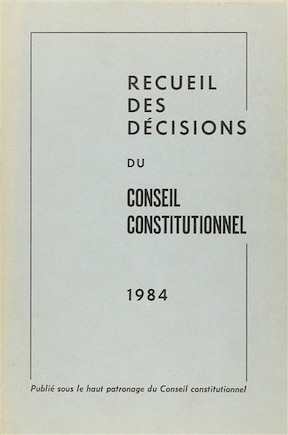 RECUEIL
DES
DÉCISIONS
DU
CONSEIL
CONSTITUTIONNEL
1984
Publié sous le haut patronage du Conseil constitutionnel